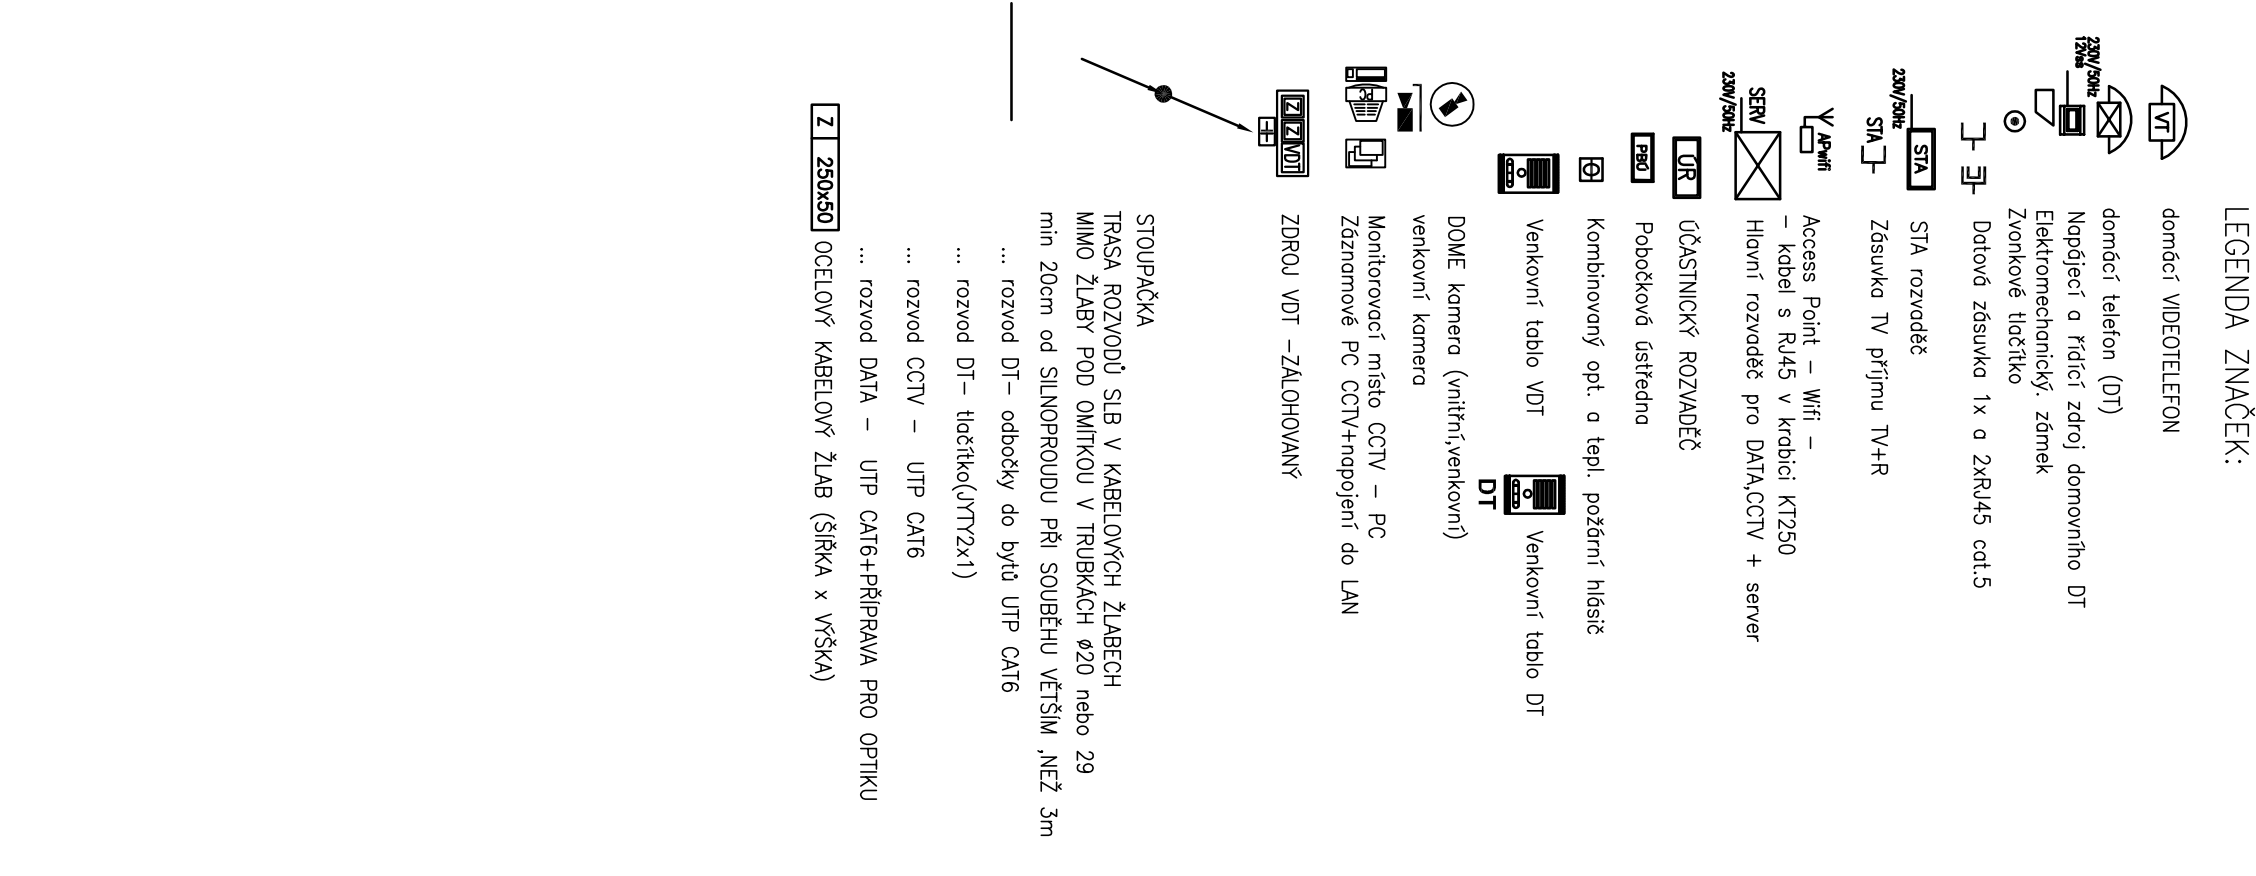 LEGENDA ZNAČEK:
VT
domácí VIDEOTELEFON
domácí telefon (DT)
230V/50Hz
12Vss
Napájecí a řídící zdroj domovního DT
Elektromechanický. zámek
Zvonkové tlačítko
Datová zásuvka 1x a 2xRJ45 cat.5
230V/50Hz
STA
STA rozvaděč
STA
Zásuvka TV příjmu TV+R
APwifi
Access Point – Wifi –
– kabel s RJ45 v krabici KT250
SERV
230V/50Hz
Hlavní rozvaděč pro DATA,CCTV + server
ÚR
ÚČASTNICKÝ ROZVADĚČ
PBÚ
Pobočková ústředna
Kombinovaný opt. a tepl. požární hlásič
Venkovní tablo VDT
DT
Venkovní tablo DT
DOME kamera (vnitřní,venkovní)
venkovní kamera
PC
Monitorovací místo CCTV – PC
Záznamové PC CCTV+napojení do LAN
Z Z VDT
ZDROJ VDT –ZÁLOHOVANÝ
STOUPAČKA
TRASA ROZVODŮ SLB V KABELOVÝCH ŽLABECH
MIMO ŽLABY POD OMÍTKOU V TRUBKÁCH ø20 nebo 29
min 20cm od SILNOPROUDU PŘI SOUBĚHU VĚTŠÍM ,NEŽ 3m
... rozvod DT– odbočky do bytů UTP CAT6
... rozvod DT– tlačítko(JYTY2x1)
... rozvod CCTV – UTP CAT6
... rozvod DATA – UTP CAT6+PŘÍPRAVA PRO OPTIKU
Z 250x50 OCELOVÝ KABELOVÝ ŽLAB (ŠÍŘKA x VÝŠKA)